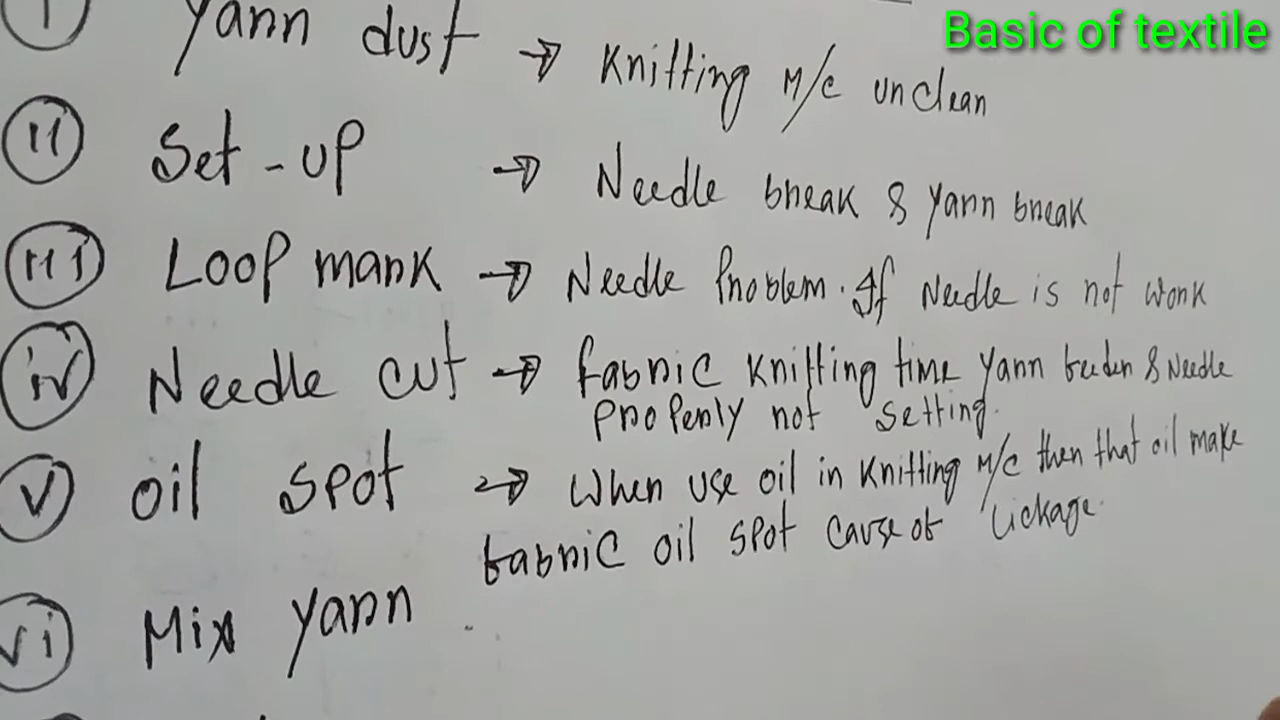 Basic of textile
i Yarn dust → Knitting M/c unclean
ii Set-up → Needle break & Yarn break
iii Loop mark → Needle Problem. If Needle is not work
iv Needle cut → fabric Knitting time Yarn feeder & Needle
Properly not setting.
v oil spot → When use oil in Knitting M/c then that oil make
fabric oil spot cause of lickage.
vi Mix Yarn